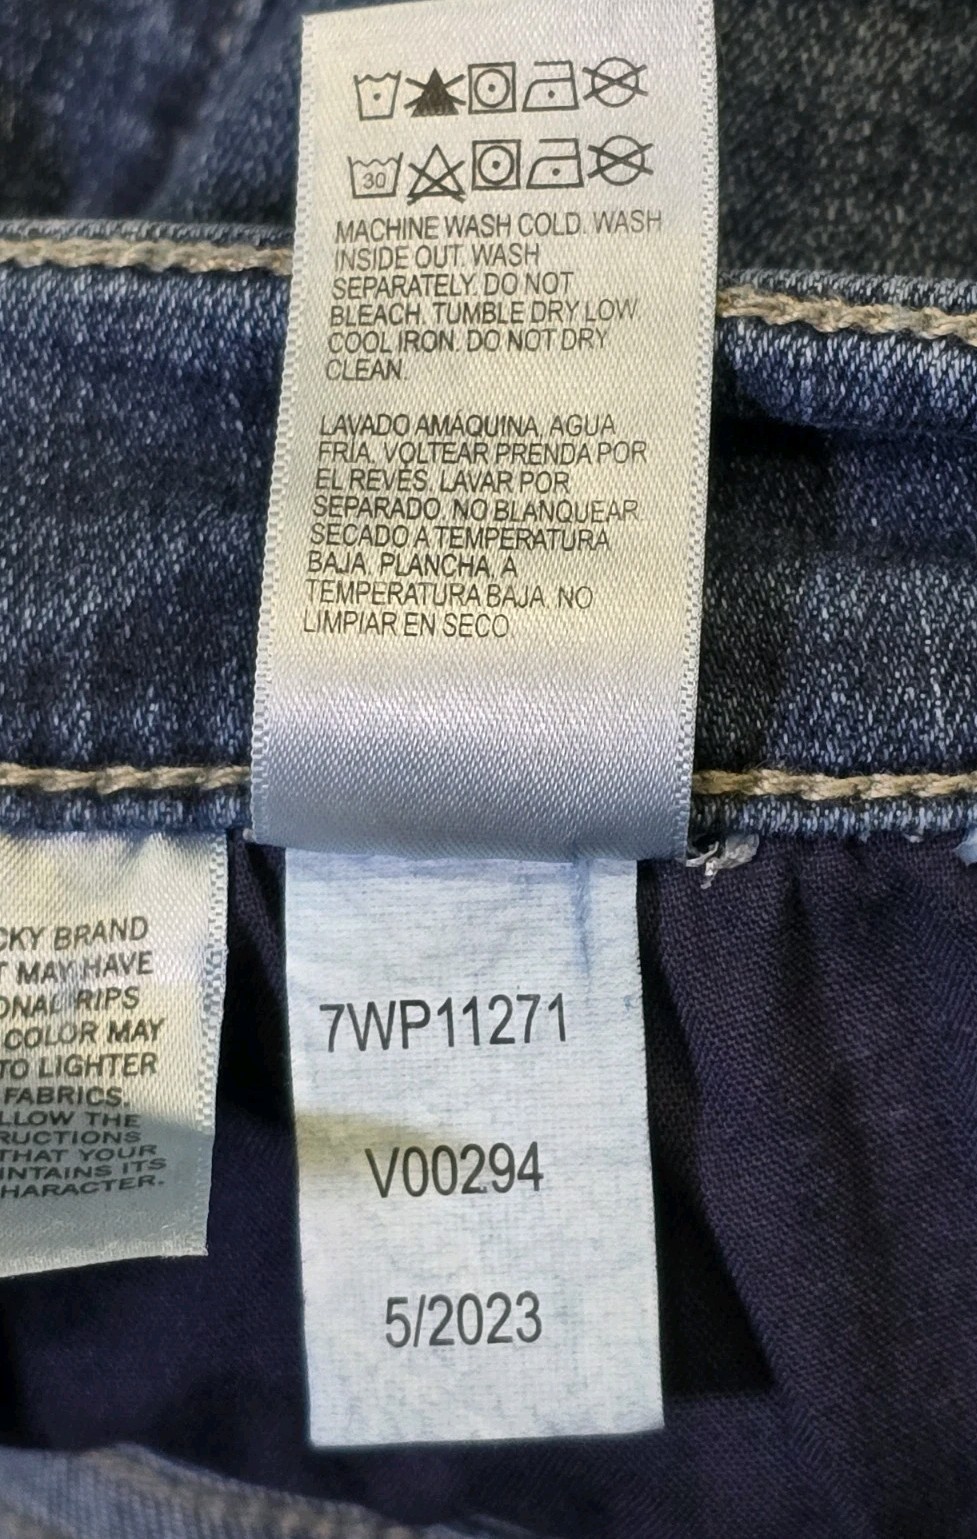 30
MACHINE WASH COLD. WASH
INSIDE OUT. WASH
SEPARATELY. DO NOT
BLEACH. TUMBLE DRY LOW
COOL IRON. DO NOT DRY
CLEAN.
LAVADO AMÁQUINA, AGUA
FRÍA. VOLTEAR PRENDA POR
EL REVÉS. LAVAR POR
SEPARADO. NO BLANQUEAR
SECADO A TEMPERATURA
BAJA. PLANCHA, A
TEMPERATURA BAJA. NO
LIMPIAR EN SECO
CKY BRAND
T MAY HAVE
ONAL RIPS
COLOR MAY
TO LIGHTER
FABRICS.
LLOW THE
RUCTIONS
THAT YOUR
INTAINS ITS
HARACTER.
7WP11271
V00294
5/2023